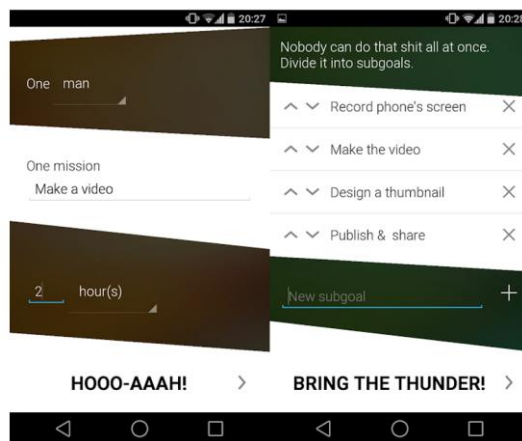 20:27
One man
One mission
Make a video
2 hour(s)
HOOO-AAAH!
20:28
Nobody can do that shit all at once.
Divide it into subgoals.
Record phone's screen
Make the video
Design a thumbnail
Publish & share
New subgoal
BRING THE THUNDER!